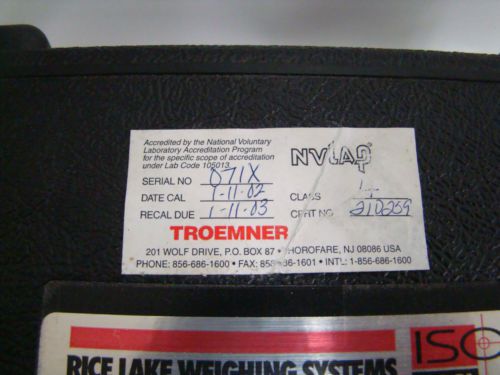 Accredited by the National Voluntary
Laboratory Accreditation Program
for the specific scope of accreditation
under Lab Code 105013.
NVLAP
SERIAL NO 071X
DATE CAL 1-11-02 CLASS
RECAL DUE 1-11-03 CERT NO 210259
TROEMNER
201 WOLF DRIVE, P.O. BOX 87 • THOROFARE, NJ 08086 USA
PHONE: 856-686-1600 • FAX: 856-686-1601 • INT'L: 1-856-686-1600
RICE LAKE WEIGHING SYSTEMS
ISO